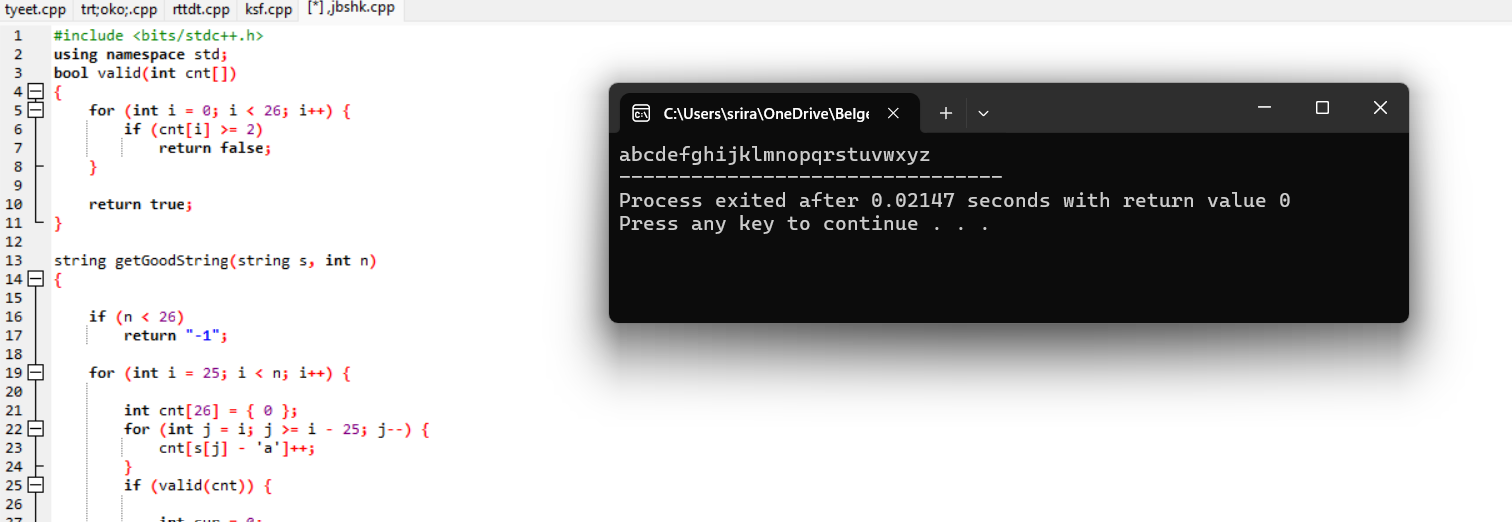 tyeet.cpp trt;oko;.cpp rttdt.cpp ksf.cpp [*] ,jbshk.cpp
1 #include <bits/stdc++.h>
2 using namespace std;
3 bool valid(int cnt[])
4 {
5 for (int i = 0; i < 26; i++) {
6 if (cnt[i] >= 2)
7 return false;
8 }
9
10 return true;
11 }
12
13 string getGoodString(string s, int n)
14 {
15
16 if (n < 26)
17 return "-1";
18
19 for (int i = 25; i < n; i++) {
20
21 int cnt[26] = { 0 };
22 for (int j = i; j >= i - 25; j--) {
23 cnt[s[j] - 'a']++;
24 }
25 if (valid(cnt)) {
26
27 int cur = 0;
C:\Users\srira\OneDrive\Belge
abcdefghijklmnopqrstuvwxyz
--------------------------------
Process exited after 0.02147 seconds with return value 0
Press any key to continue . . .